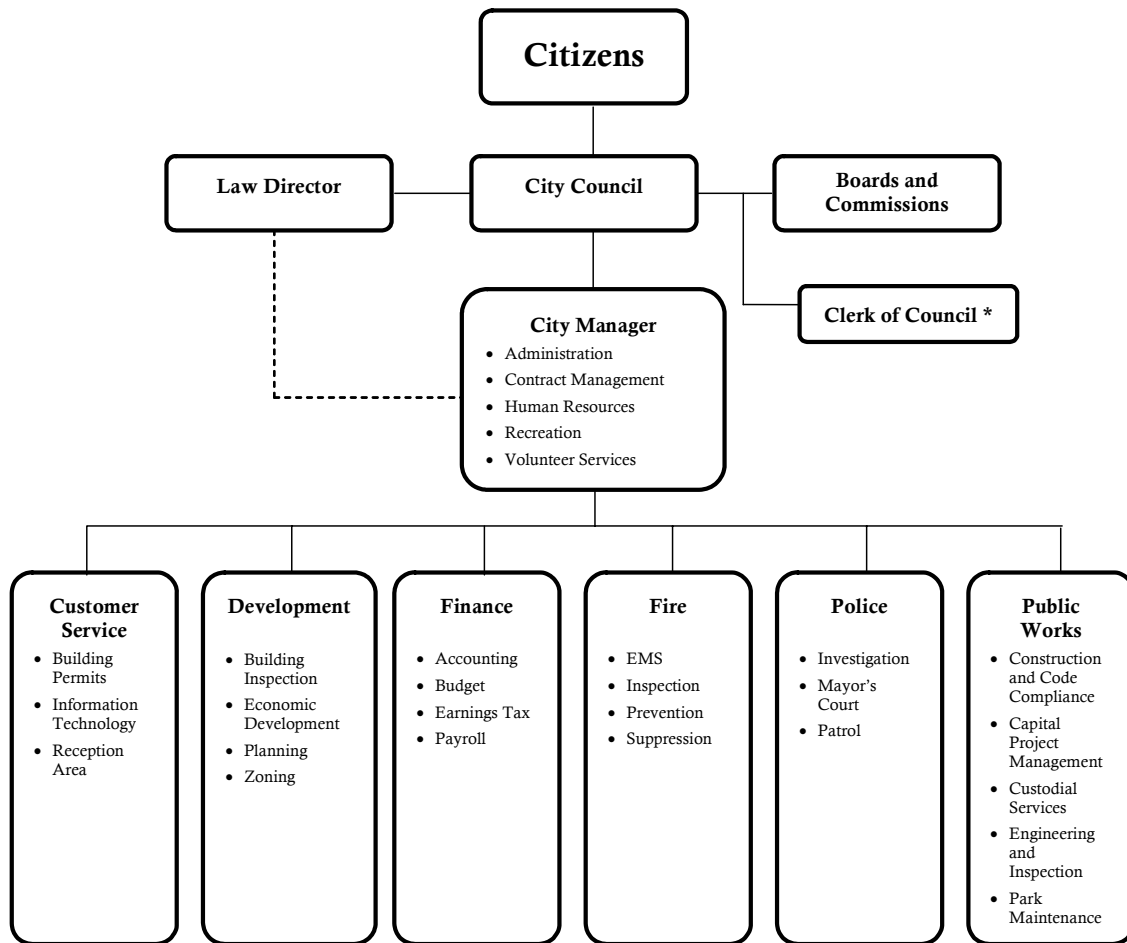 Citizens
Law Director
City Council
Boards and
Commissions
Clerk of Council *
City Manager
• Administration
• Contract Management
• Human Resources
• Recreation
• Volunteer Services
Customer
Service
• Building
Permits
• Information
Technology
• Reception
Area
Development
• Building
Inspection
• Economic
Development
• Planning
• Zoning
Finance
• Accounting
• Budget
• Earnings Tax
• Payroll
Fire
• EMS
• Inspection
• Prevention
• Suppression
Police
• Investigation
• Mayor's
Court
• Patrol
Public
Works
• Construction
and Code
Compliance
• Capital
Project
Management
• Custodial
Services
• Engineering
and
Inspection
• Park
Maintenance